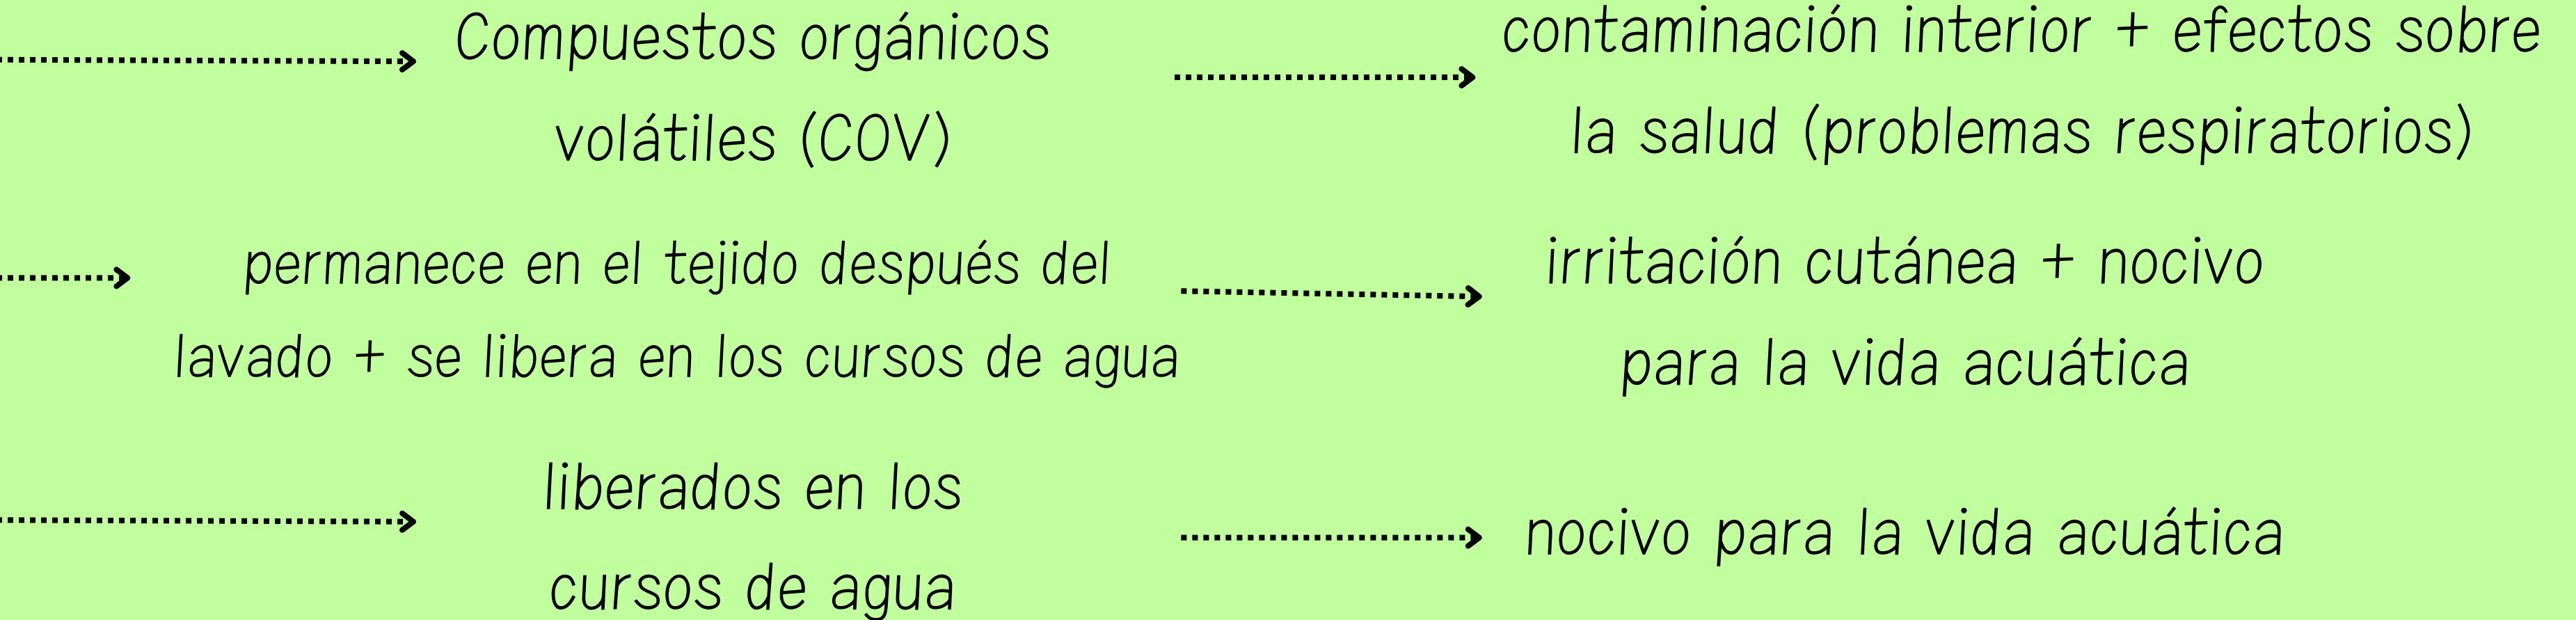 Compuestos orgánicos
volátiles (COV)
contaminación interior + efectos sobre
la salud (problemas respiratorios)
permanece en el tejido después del
lavado + se libera en los cursos de agua
irritación cutánea + nocivo
para la vida acuática
liberados en los
cursos de agua
nocivo para la vida acuática